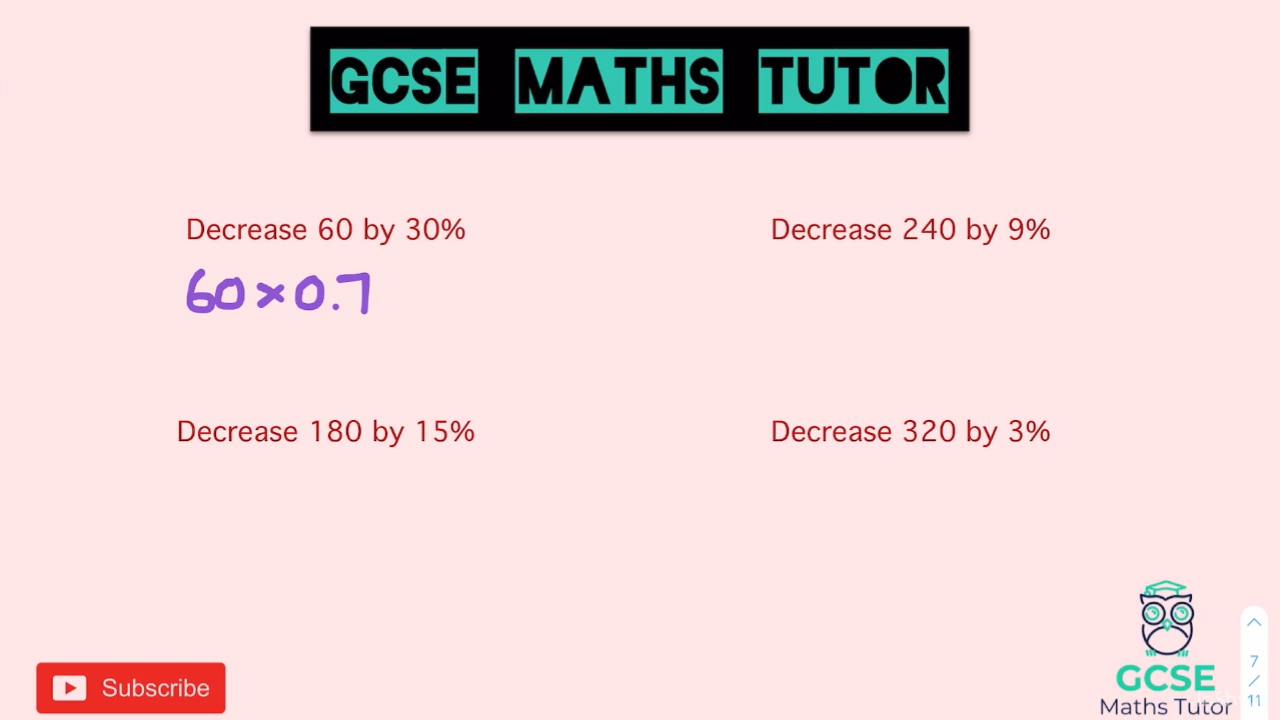 GCSE MATHS TUTOR
Decrease 60 by 30%
60×0.7
Decrease 240 by 9%
Decrease 180 by 15%
Decrease 320 by 3%
Subscribe
GCSE
Maths Tutor
7
/
11